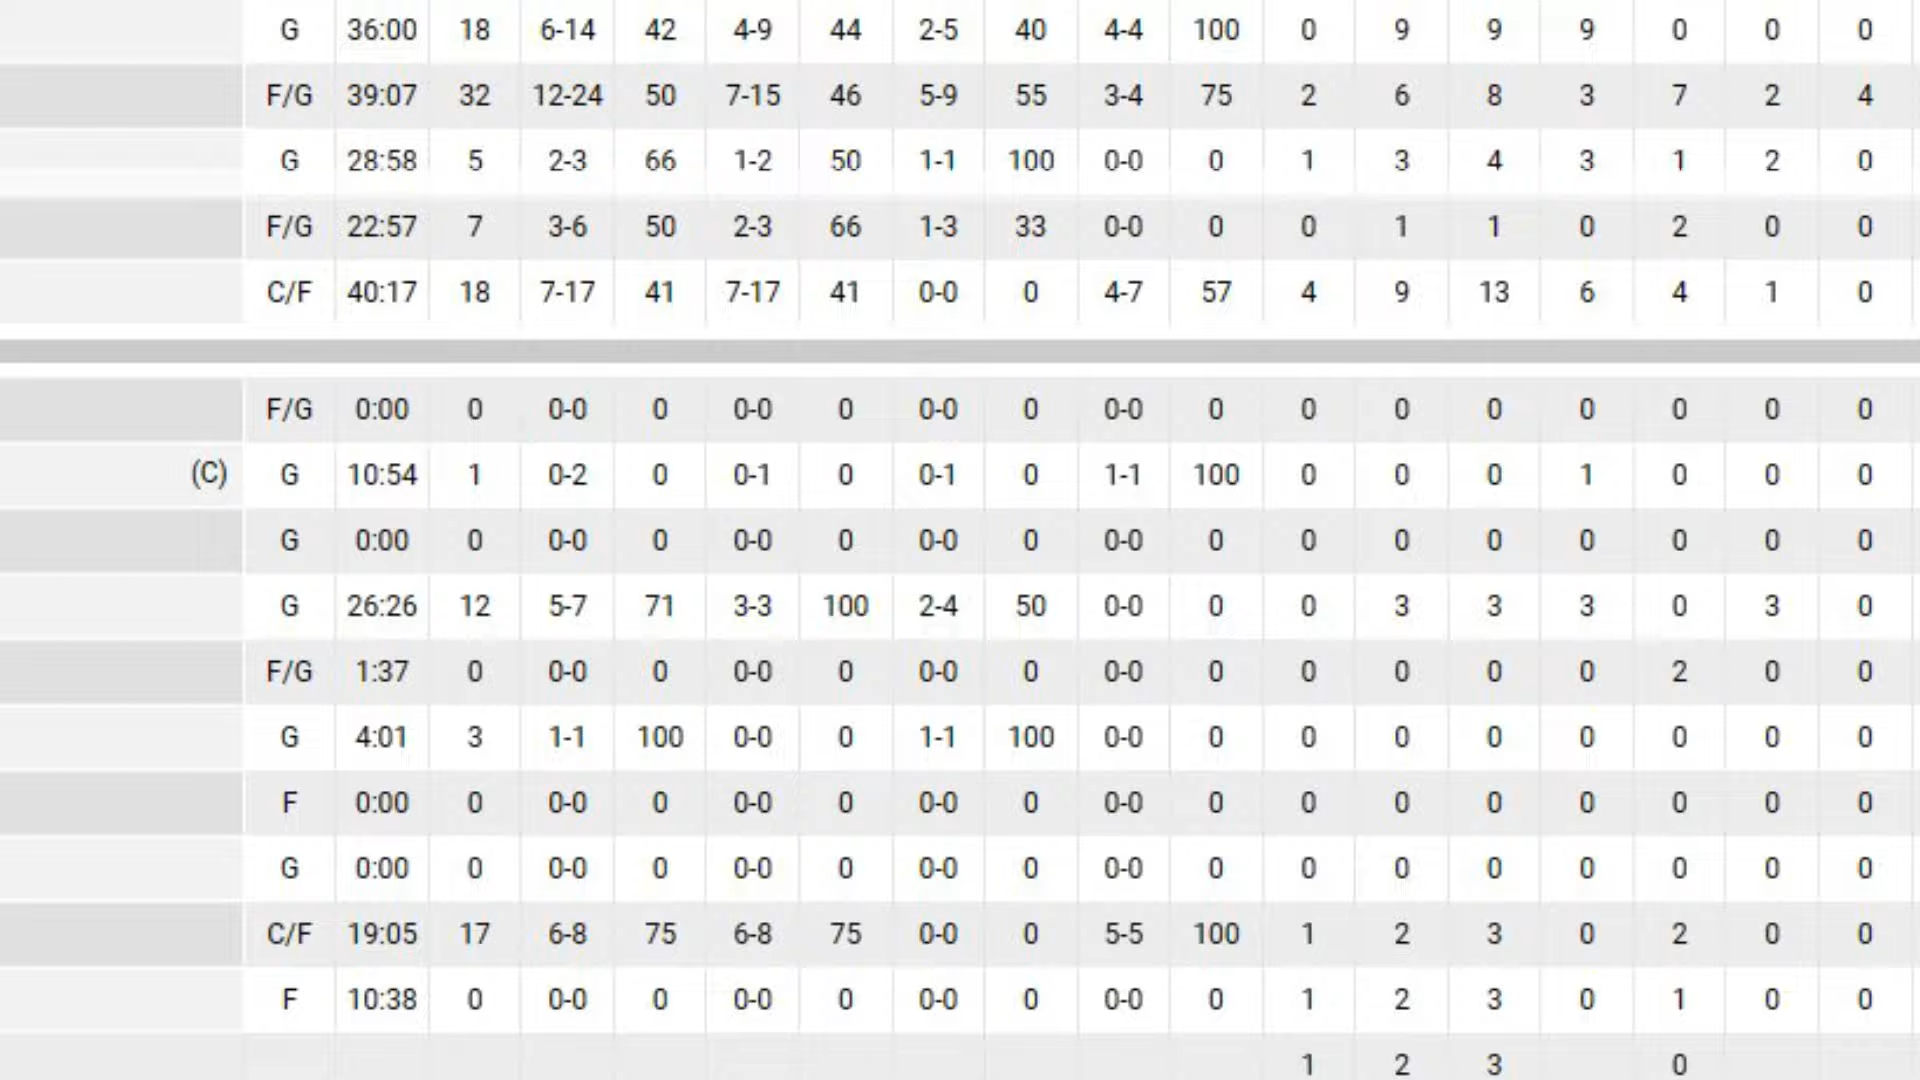 G 36:00 18 6-14 42 4-9 44 2-5 40 4-4 100 0 9 9 9 0 0 0
F/G 39:07 32 12-24 50 7-15 46 5-9 55 3-4 75 2 6 8 3 7 2 4
G 28:58 5 2-3 66 1-2 50 1-1 100 0-0 0 1 3 4 3 1 2 0
F/G 22:57 7 3-6 50 2-3 66 1-3 33 0-0 0 0 1 1 0 2 0 0
C/F 40:17 18 7-17 41 7-17 41 0-0 0 4-7 57 4 9 13 6 4 1 0
F/G 0:00 0 0-0 0 0-0 0 0-0 0 0-0 0 0 0 0 0 0 0 0
(C) G 10:54 1 0-2 0 0-1 0 0-1 0 1-1 100 0 0 0 1 0 0 0
G 0:00 0 0-0 0 0-0 0 0-0 0 0-0 0 0 0 0 0 0 0 0
G 26:26 12 5-7 71 3-3 100 2-4 50 0-0 0 0 3 3 3 0 3 0
F/G 1:37 0 0-0 0 0-0 0 0-0 0 0-0 0 0 0 0 0 2 0 0
G 4:01 3 1-1 100 0-0 0 1-1 100 0-0 0 0 0 0 0 0 0 0
F 0:00 0 0-0 0 0-0 0 0-0 0 0-0 0 0 0 0 0 0 0 0
G 0:00 0 0-0 0 0-0 0 0-0 0 0-0 0 0 0 0 0 0 0 0
C/F 19:05 17 6-8 75 6-8 75 0-0 0 5-5 100 1 2 3 0 2 0 0
F 10:38 0 0-0 0 0-0 0 0-0 0 0-0 0 1 2 3 0 1 0 0
1 2 3 0